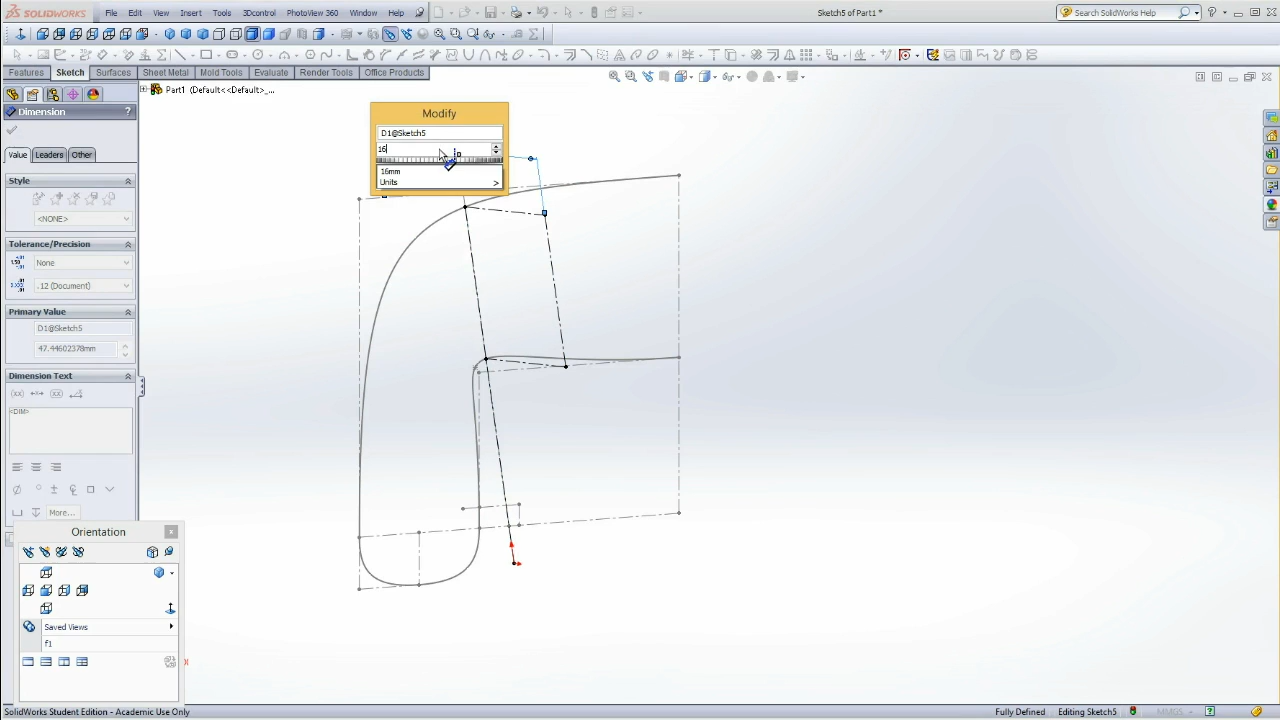 SOLIDWORKS
File Edit View Insert Tools 3Dcontrol PhotoView 360 Window Help
Sketch5 of Part1 *
Search SolidWorks Help
Features Sketch Surfaces Sheet Metal Mold Tools Evaluate Render Tools Office Products
Part1 (Default<<Default>_...
Dimension ?
Value Leaders Other
Style
<NONE>
Tolerance/Precision
None
.12 (Document)
Primary Value
D1@Sketch5
47.44602378mm
Dimension Text
<DIM>
More...
Modify
D1@Sketch5
16
16mm
Units >
Orientation
Saved Views
f1
SolidWorks Student Edition - Academic Use Only
Fully Defined Editing Sketch5 MMGS